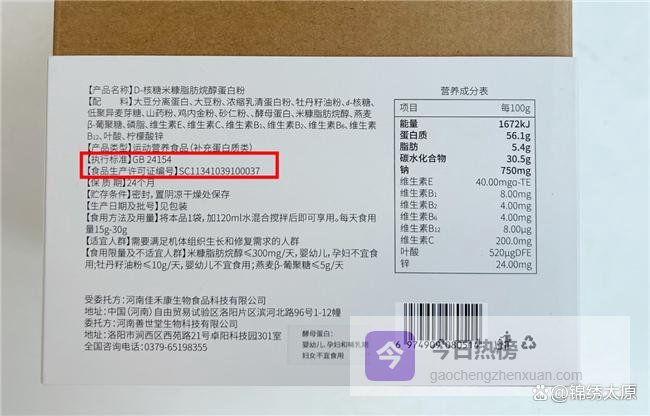 【产品名称】D-核糖米糠脂肪烷醇蛋白粉
【配 料】大豆分离蛋白、大豆粉、浓缩乳清蛋白粉、牡丹籽油粉、d-核糖、
低聚异麦芽糖、山药粉、鸡内金粉、砂仁粉、酵母蛋白、米糠脂肪烷醇、燕麦
β-葡聚糖、磷脂、维生素E、维生素C、维生素B₁、维生素B₂、维生素B₆、维生素
B₁₂、叶酸、柠檬酸锌
【产品类型】运动营养食品（补充蛋白质类）
【执行标准】GB 24154
【食品生产许可证编号】SC11341039100037
【保 质 期】24个月
【贮存条件】密封，置阴凉干燥处保存
【生产日期及批号】见包装
【食用方法及用量】将本品1袋，加120ml水混合搅拌后即可享用。每天食用
量15g-30g
【适宜人群】需要满足机体组织生长和修复需求的人群
【食用限量及不适宜人群】米糠脂肪烷醇≤300mg/天，婴幼儿，孕妇不宜食
用；牡丹籽油粉≤10g/天，婴幼儿不宜食用；燕麦β-葡聚糖≤5g/天
受委托方：河南佳禾康生物食品科技有限公司
地址：中国（河南）自由贸易试验区洛阳片区滨河北路96号1-12幢
委托方：河南善世堂生物科技有限公司
地址：洛阳市涧西区西苑路20号卓阳科技园301室
全国咨询电话：0379-65198355
营养成分表
项目 每100g
能量 1672kJ
蛋白质 56.1g
脂肪 5.4g
碳水化合物 30.5g
钠 750mg
维生素E 40.00mgα-TE
维生素B₁ 8.00mg
维生素B₂ 4.00mg
维生素B₆ 4.00mg
维生素B₁₂ 8.00μg
维生素C 200.0mg
叶酸 520μgDFE
锌 24.00mg
酵母蛋白：
婴幼儿、孕妇和哺乳期
妇女不宜食用
6 974909 08051
今 今日热榜
gaochengzhenxuan.com
@锦绣太原